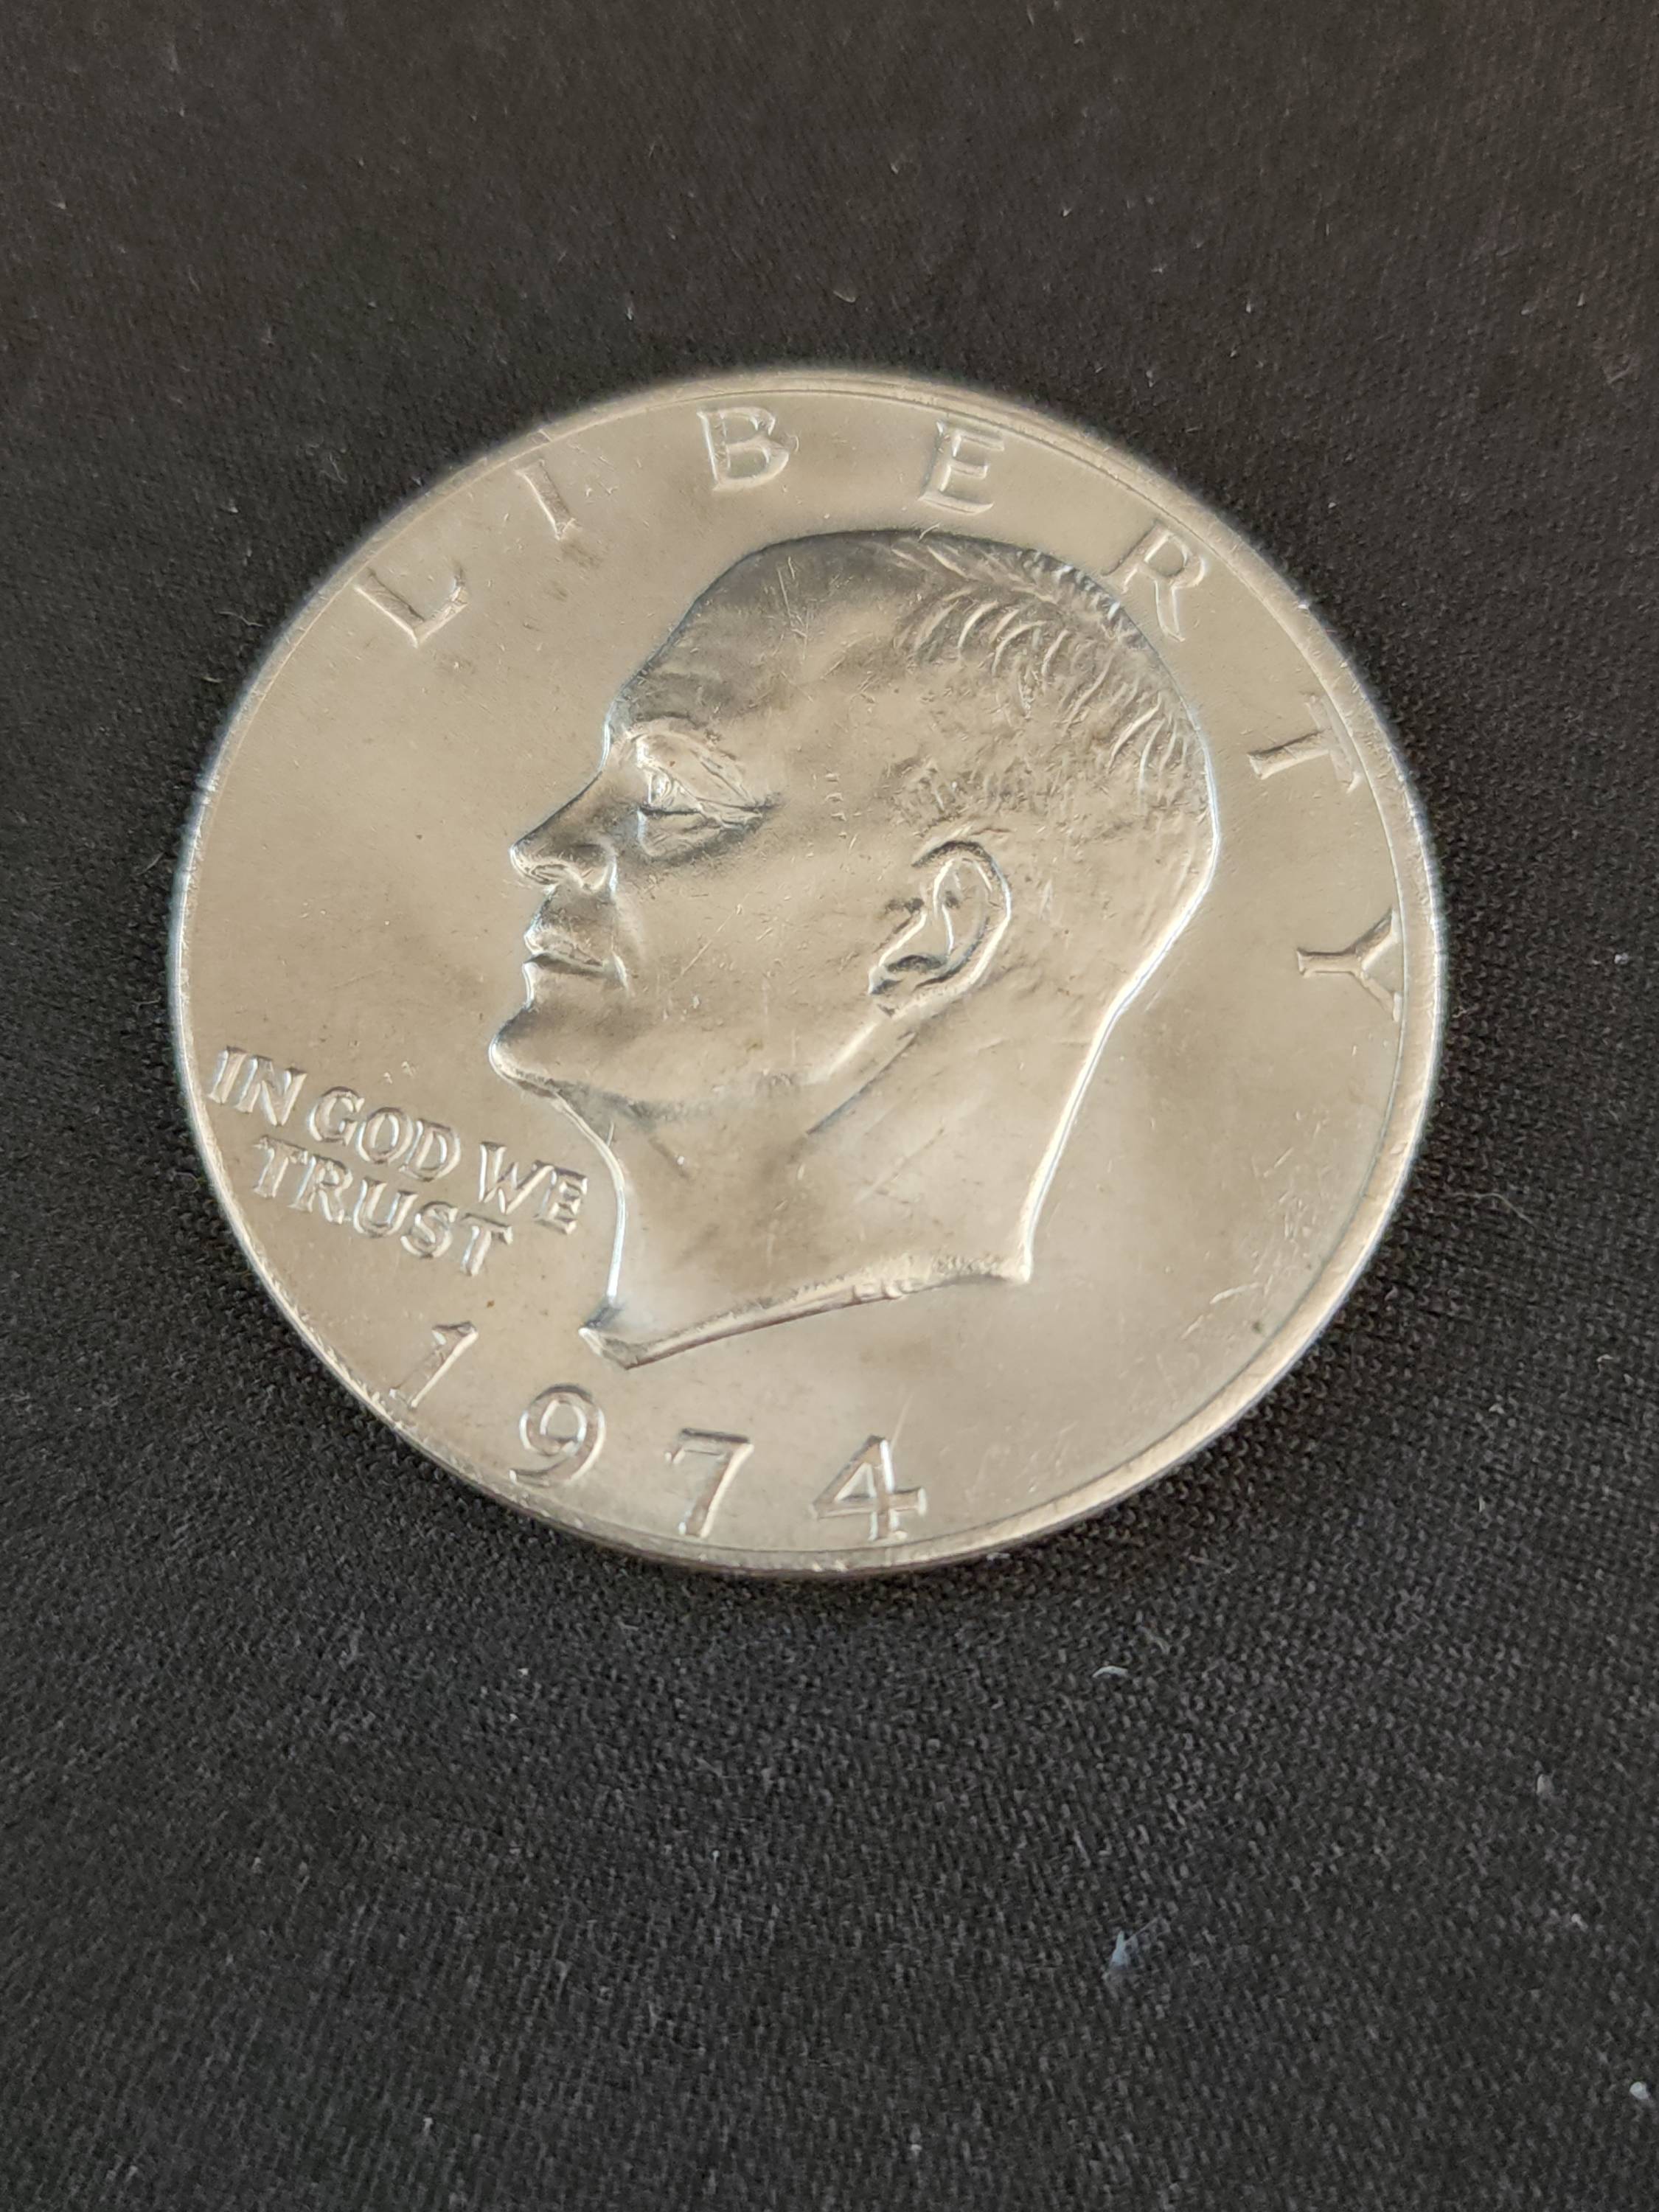 LIBERTY
IN GOD WE
TRUST
1974